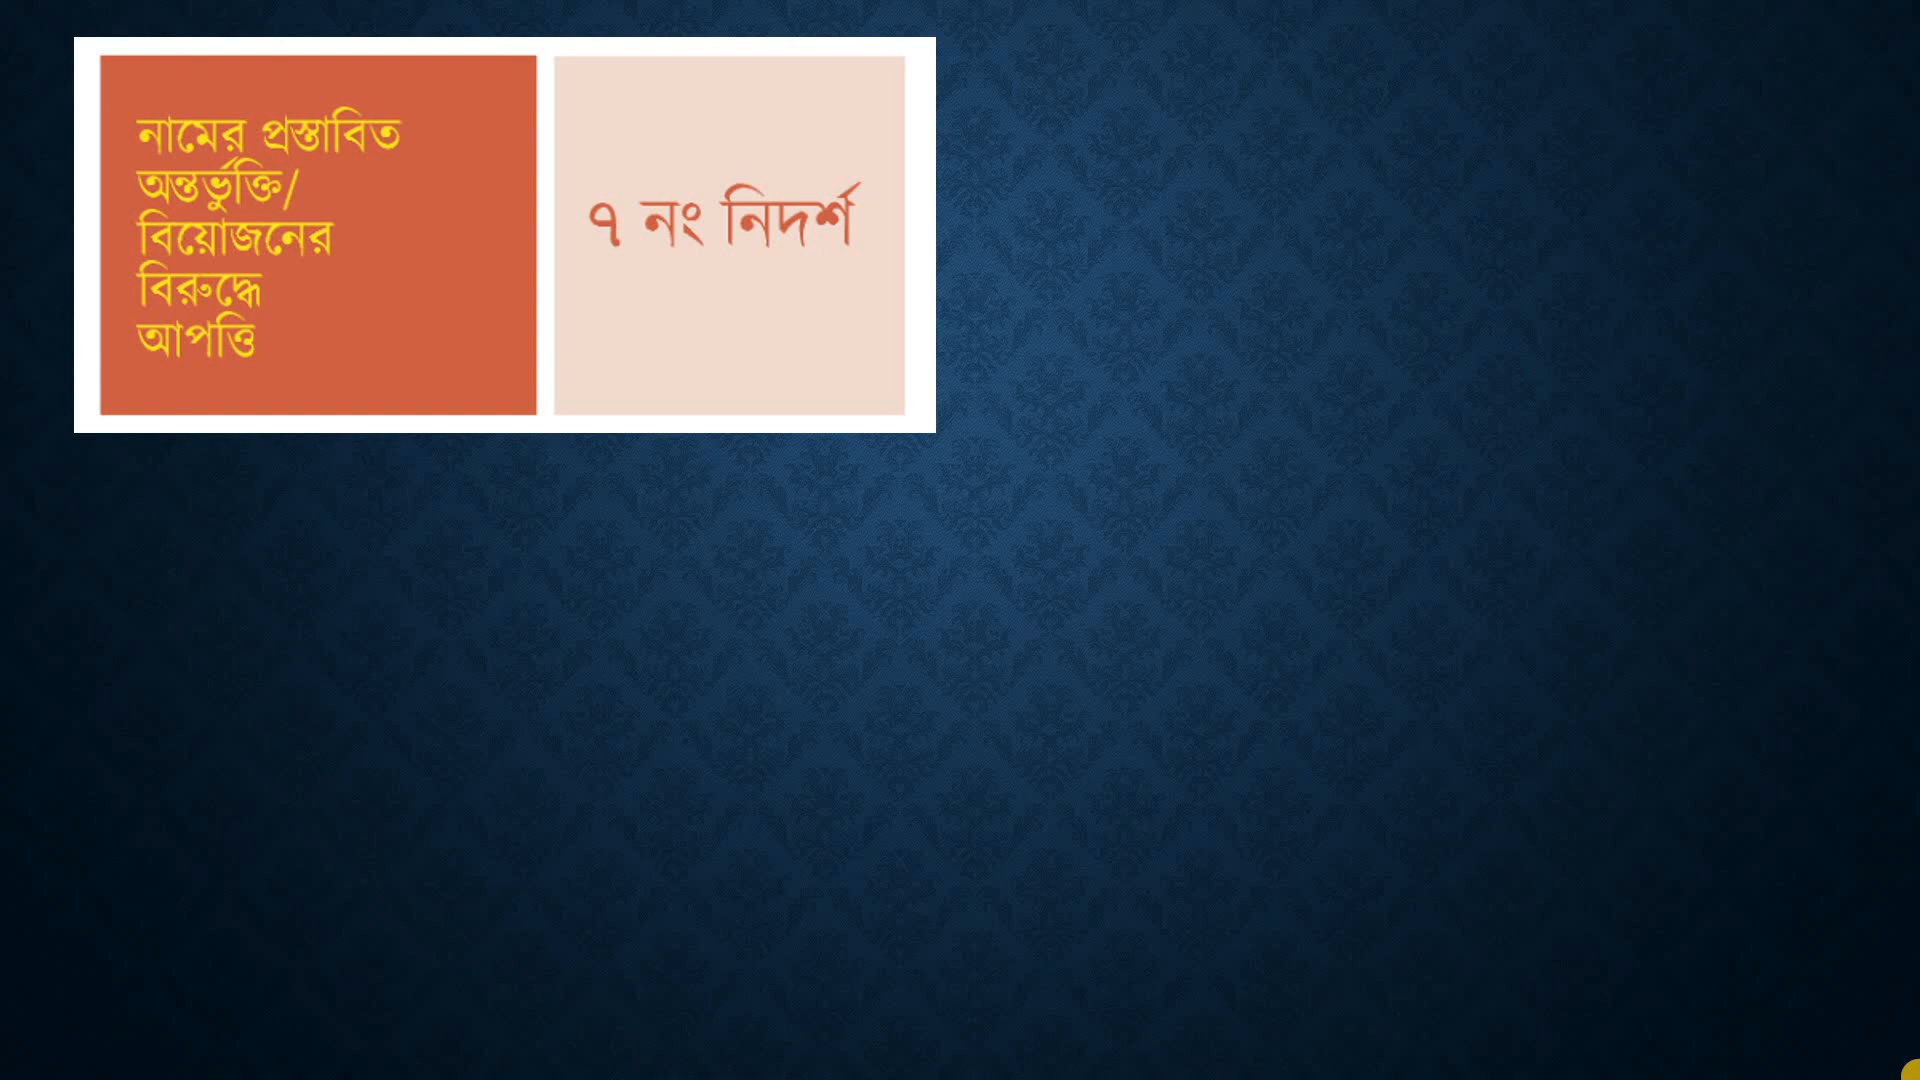 নামের প্রস্তাবিত
অন্তর্ভুক্তি/
বিয়োজনের
বিরুদ্ধে
আপত্তি
৭ নং নিদর্শ